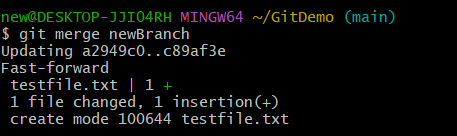 new@DESKTOP-JJIO4RH MINGW64 ~/GitDemo (main)
$ git merge newBranch
Updating a2949c0..c89af3e
Fast-forward
 testfile.txt | 1 +
 1 file changed, 1 insertion(+)
 create mode 100644 testfile.txt